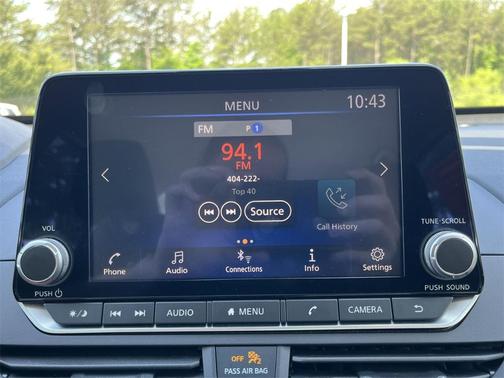 MENU 10:43
FM P 1
94.1
FM
404-222-
Top 40
Source
Call History
Phone Audio Connections Info Settings
VOL
PUSH
TUNE·SCROLL
PUSH SOUND
AUDIO MENU CAMERA
OFF 2
PASS AIR BAG